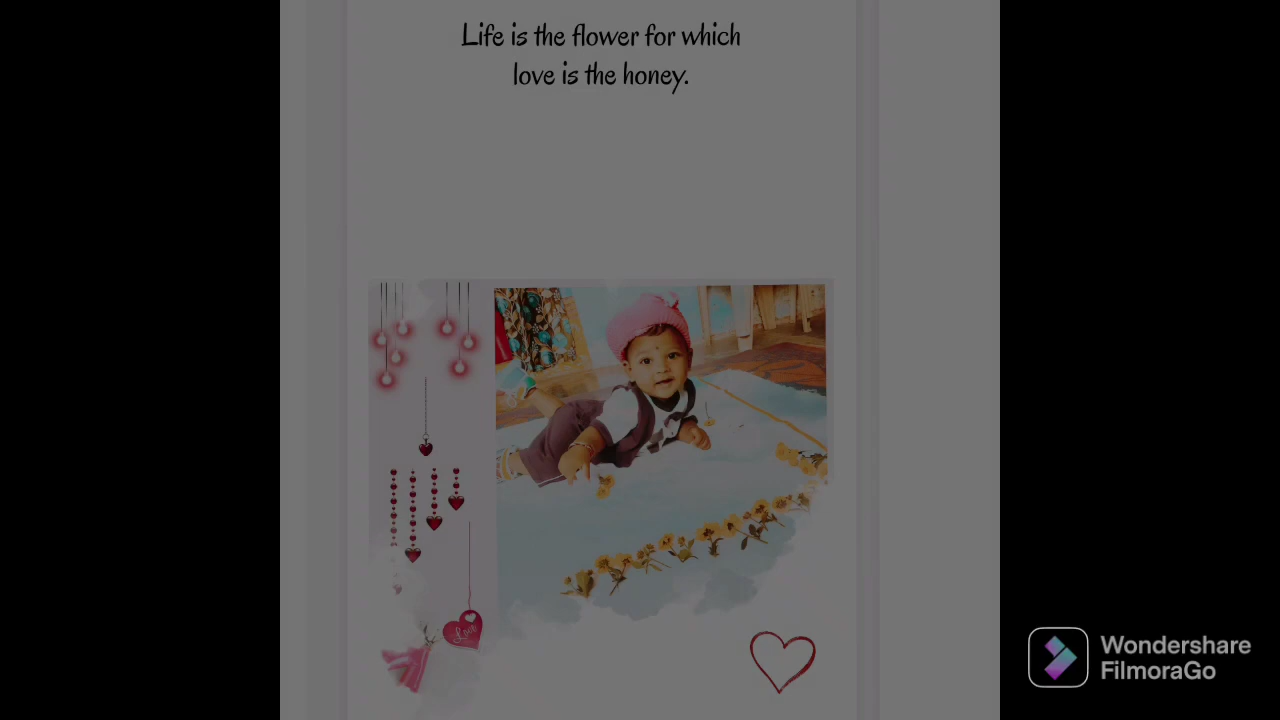 Life is the flower for which
love is the honey.
Love
Wondershare
FilmoraGo